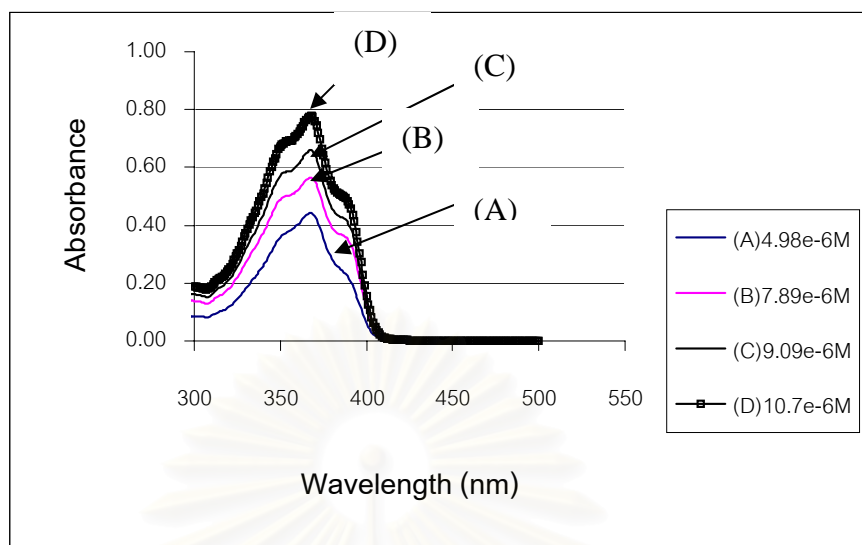 (D)
(C)
(B)
(A)
1.00
0.80
0.60
0.40
0.20
0.00
Absorbance
300 350 400 450 500 550
Wavelength (nm)
(A)4.98e-6M
(B)7.89e-6M
(C)9.09e-6M
(D)10.7e-6M